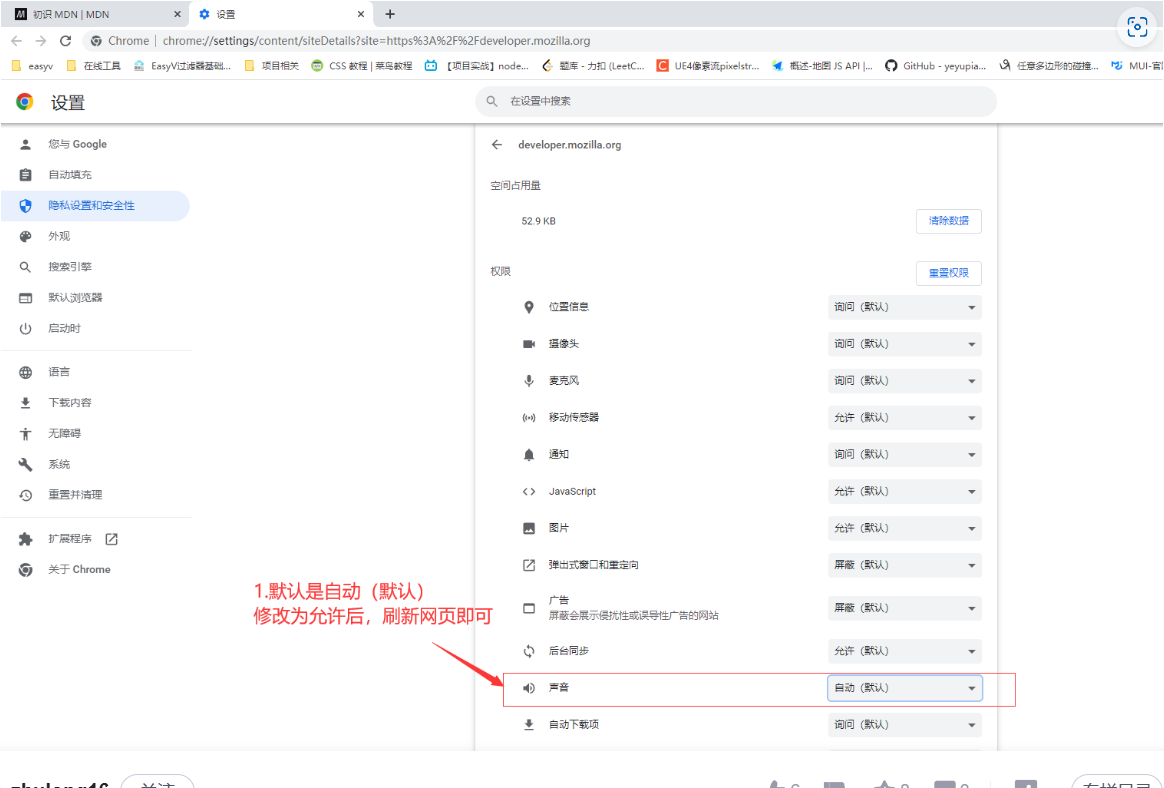 初识 MDN | MDN
设置
Chrome | chrome://settings/content/siteDetails?site=https%3A%2F%2Fdeveloper.mozilla.org
easyv
在线工具
EasyV过滤器基础...
项目相关
CSS 教程 | 菜鸟教程
【项目实战】node...
题库 - 力扣 (LeetC...
UE4像素流pixelstr...
概述-地图 JS API |...
GitHub - yeyupia...
任意多边形的碰撞...
MUI-官
设置
在设置中搜索
您与 Google
自动填充
隐私设置和安全性
外观
搜索引擎
默认浏览器
启动时
语言
下载内容
无障碍
系统
重置并清理
扩展程序
关于 Chrome
developer.mozilla.org
空间占用量
52.9 KB
清除数据
权限
重置权限
位置信息
询问（默认）
摄像头
询问（默认）
麦克风
询问（默认）
移动传感器
允许（默认）
通知
询问（默认）
JavaScript
允许（默认）
图片
允许（默认）
弹出式窗口和重定向
屏蔽（默认）
广告
屏蔽会展示侵扰性或误导性广告的网站
屏蔽（默认）
后台同步
允许（默认）
声音
自动（默认）
自动下载项
询问（默认）
1.默认是自动（默认）
修改为允许后，刷新网页即可